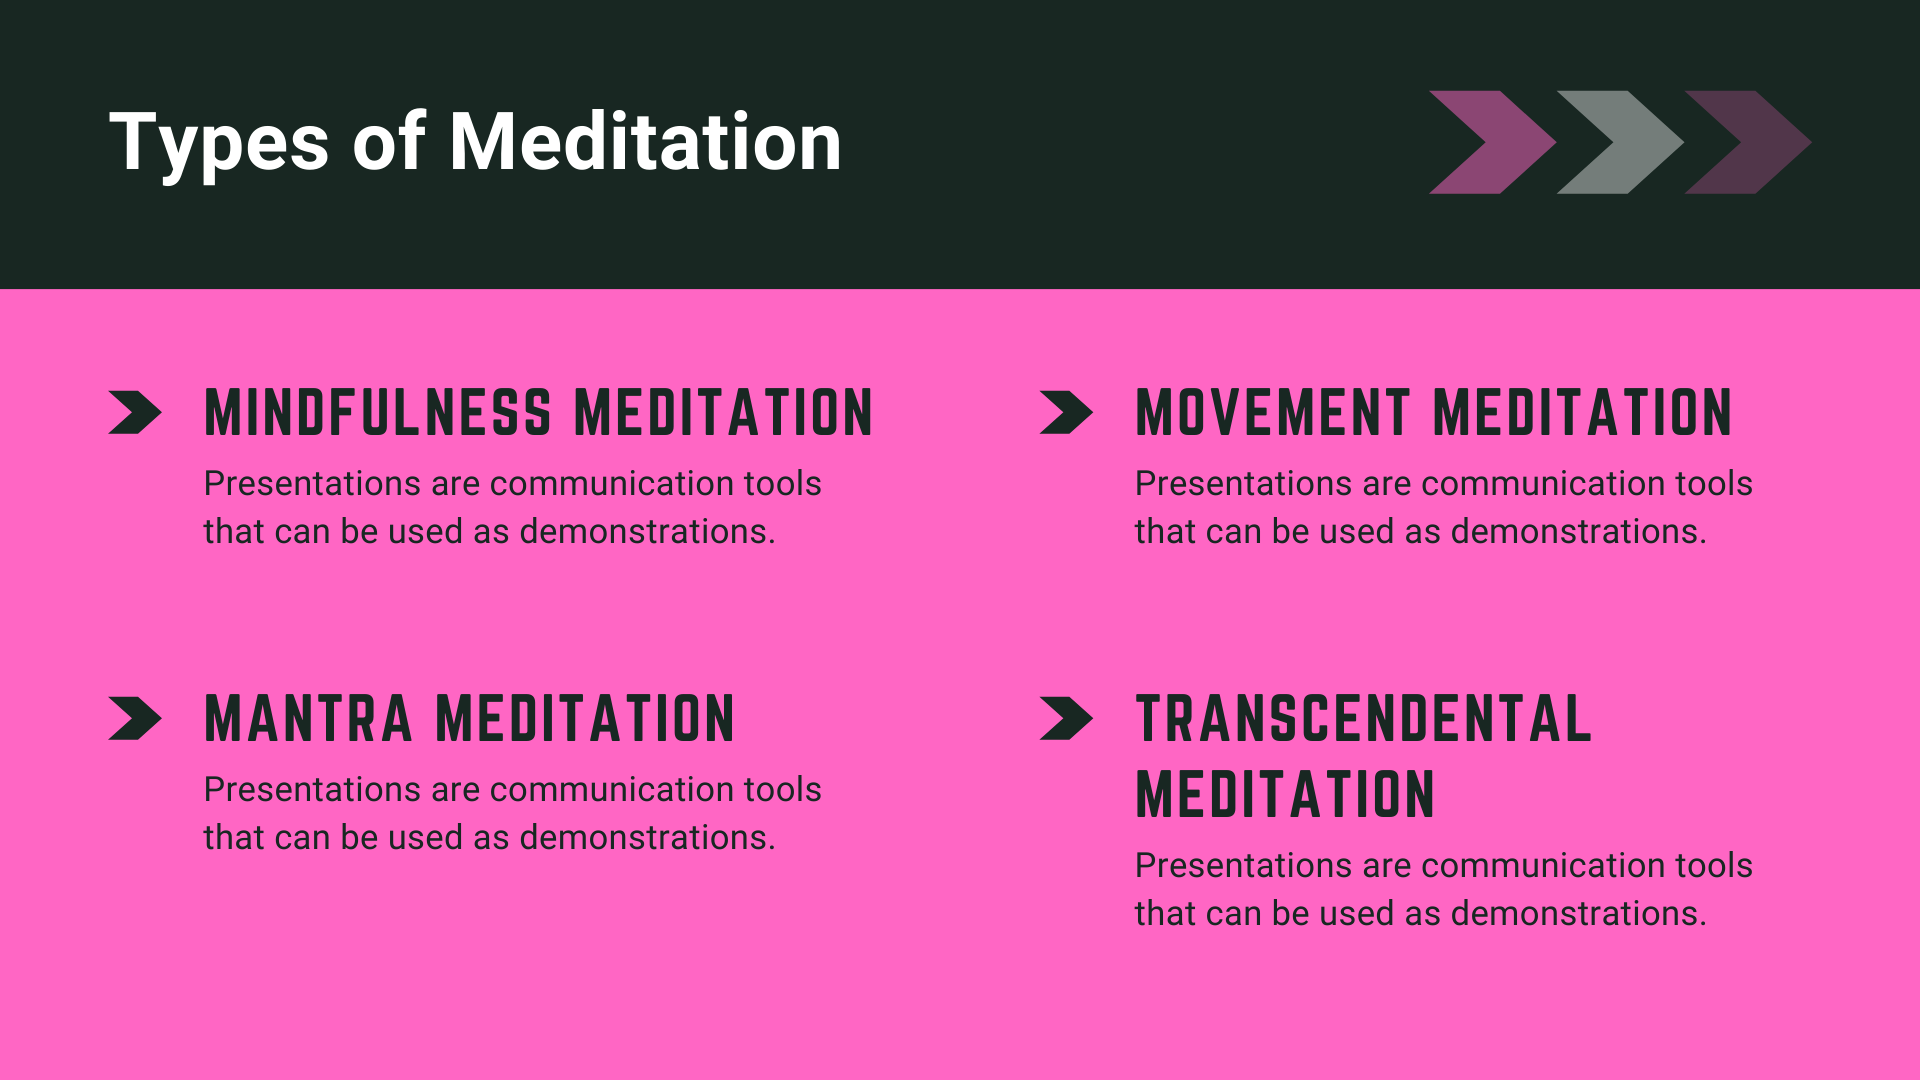 Types of Meditation
MINDFULNESS MEDITATION
Presentations are communication tools
that can be used as demonstrations.
MOVEMENT MEDITATION
Presentations are communication tools
that can be used as demonstrations.
MANTRA MEDITATION
Presentations are communication tools
that can be used as demonstrations.
TRANSCENDENTAL
MEDITATION
Presentations are communication tools
that can be used as demonstrations.